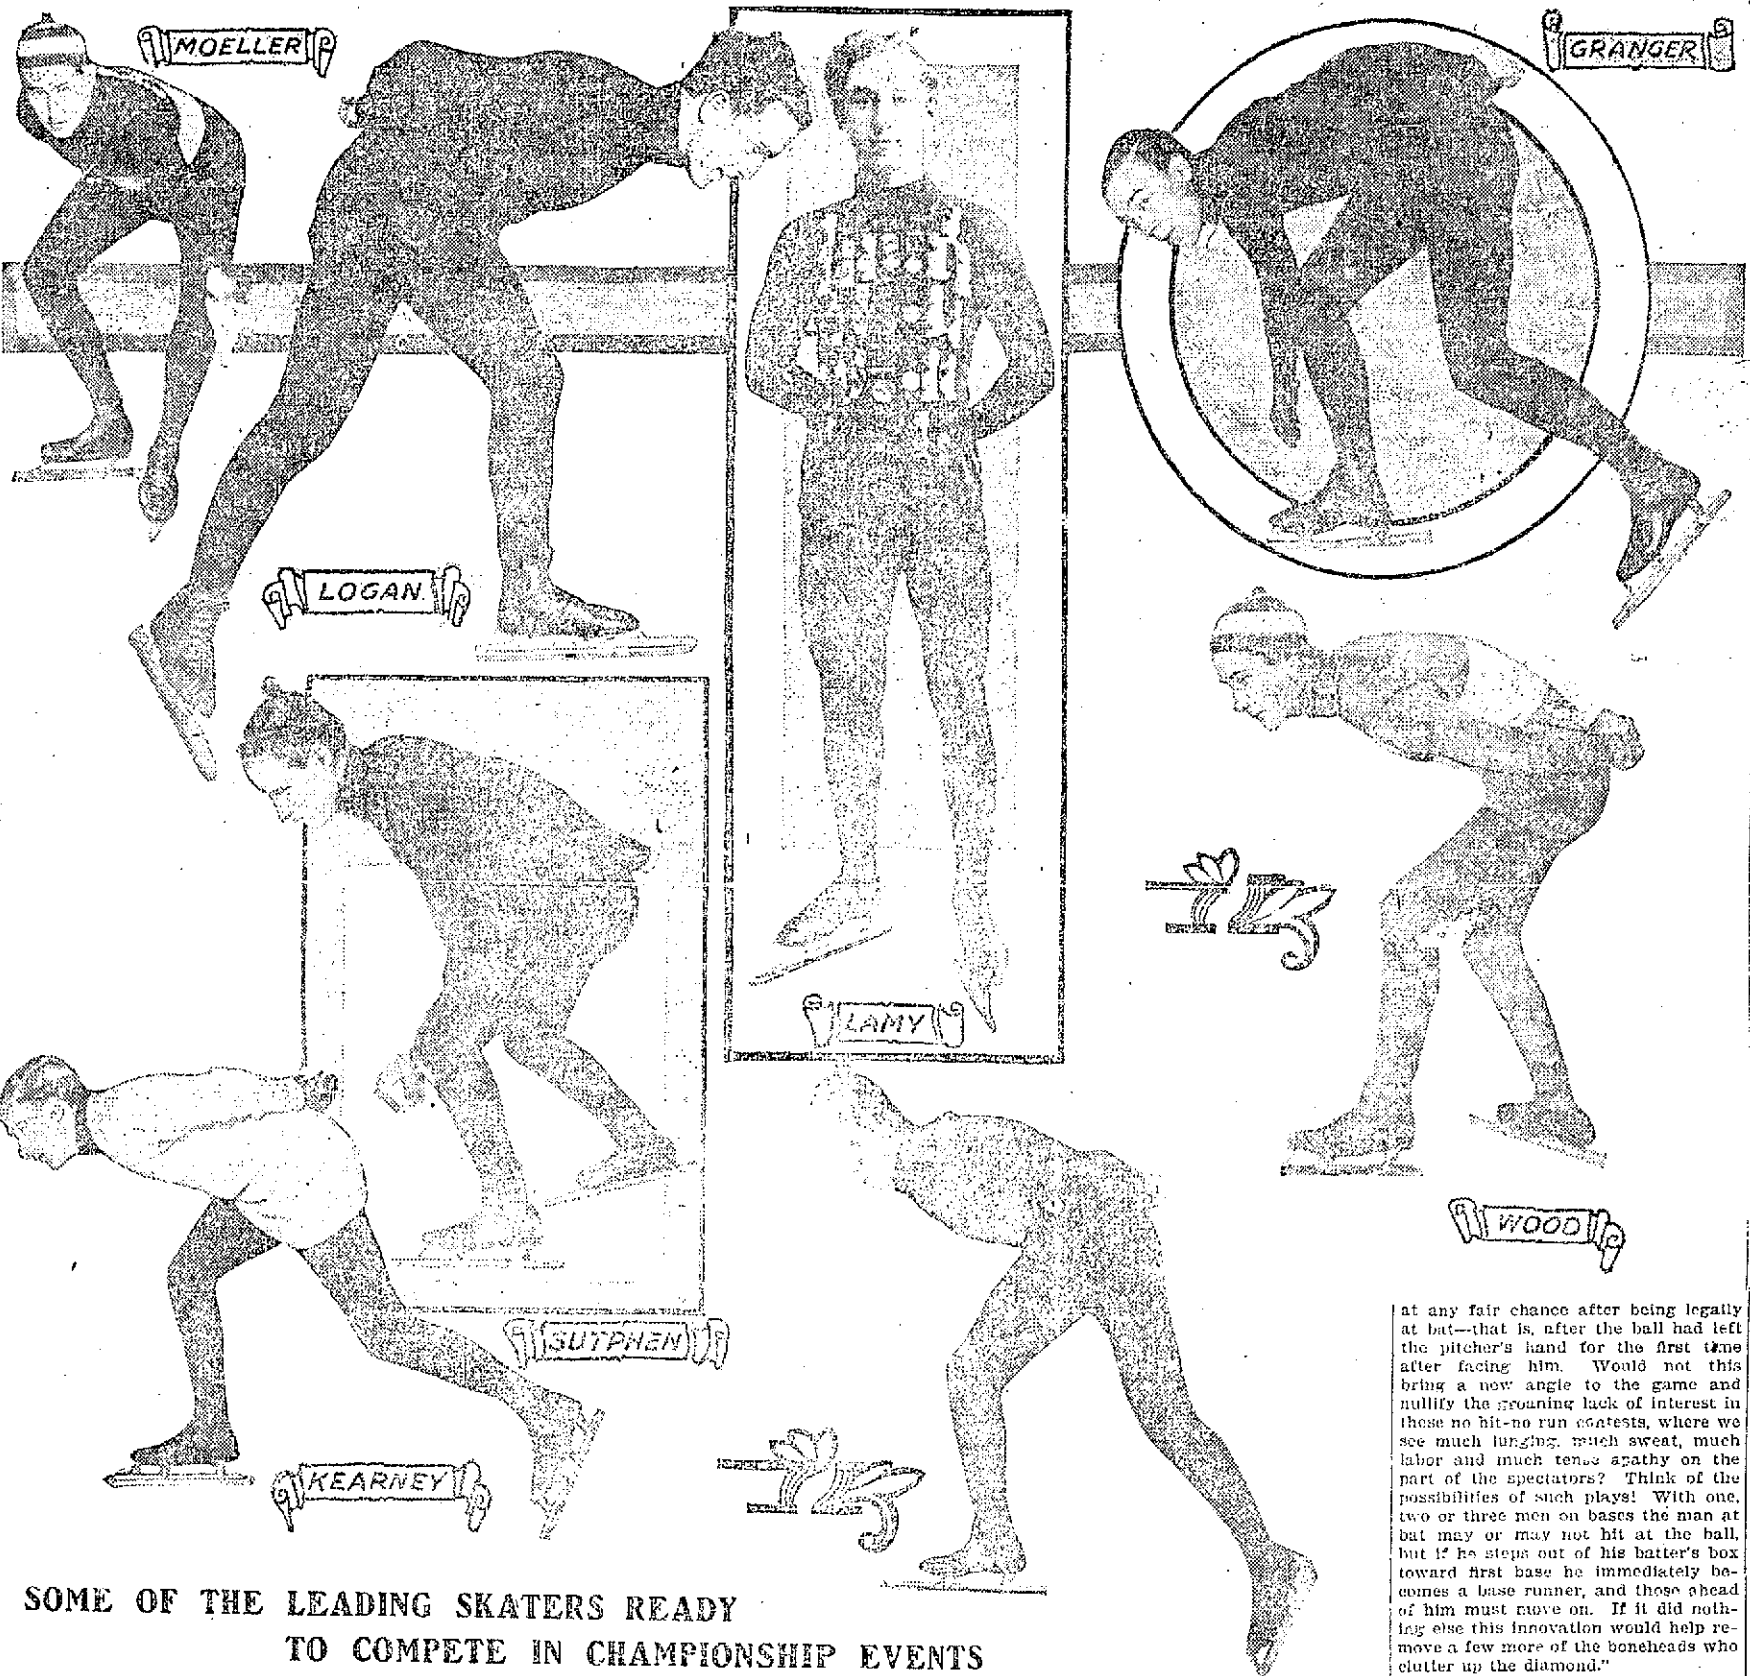 MOELLER
GRANGER
LOGAN.
LAMY
WOOD
SUTPHEN
KEARNEY
SOME OF THE LEADING SKATERS READY
TO COMPETE IN CHAMPIONSHIP EVENTS
at any fair chance after being legally
at bat—that is, after the ball had left
the pitcher's hand for the first time
after facing him. Would not this
bring a new angle to the game and
nullify the groaning lack of interest in
these no hit-no run contests, where we
see much lunging, much sweat, much
labor and much tense apathy on the
part of the spectators? Think of the
possibilities of such plays! With one,
two or three men on bases the man at
bat may or may not hit at the ball,
but if he steps out of his batter's box
toward first base he immediately be-
comes a base runner, and those ahead
of him must move on. If it did noth-
ing else this innovation would help re-
move a few more of the boneheads who
clutter up the diamond."